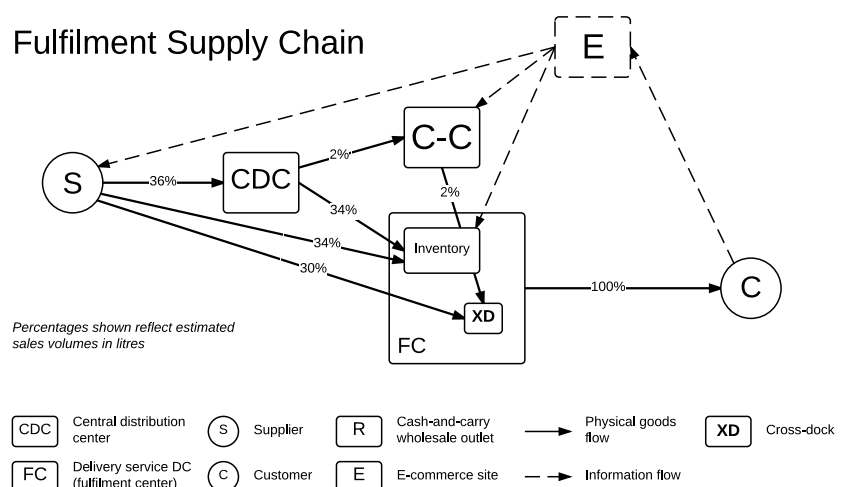 Fulfilment Supply Chain
E
C-C
2%
S
36%
CDC
2%
34%
34%
Inventory
30%
100%
C
XD
FC
Percentages shown reflect estimated
sales volumes in litres
CDC
Central distribution
center
S
Supplier
R
Cash-and-carry
wholesale outlet
Physical goods
flow
XD
Cross-dock
FC
Delivery service DC
(fulfilment center)
C
Customer
E
E-commerce site
Information flow